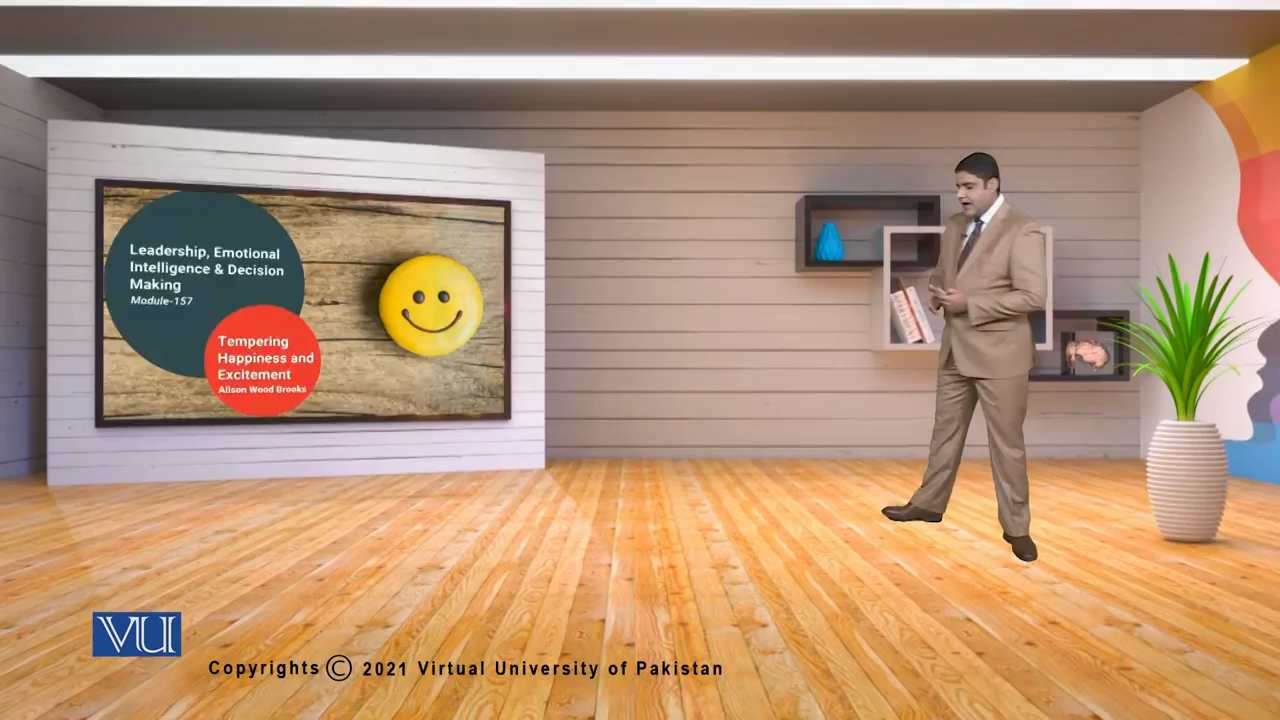 Leadership, Emotional
Intelligence & Decision
Making
Module-157
Tempering
Happiness and
Excitement
Alison Wood Brooks
VU
Copyrights © 2021 Virtual University of Pakistan